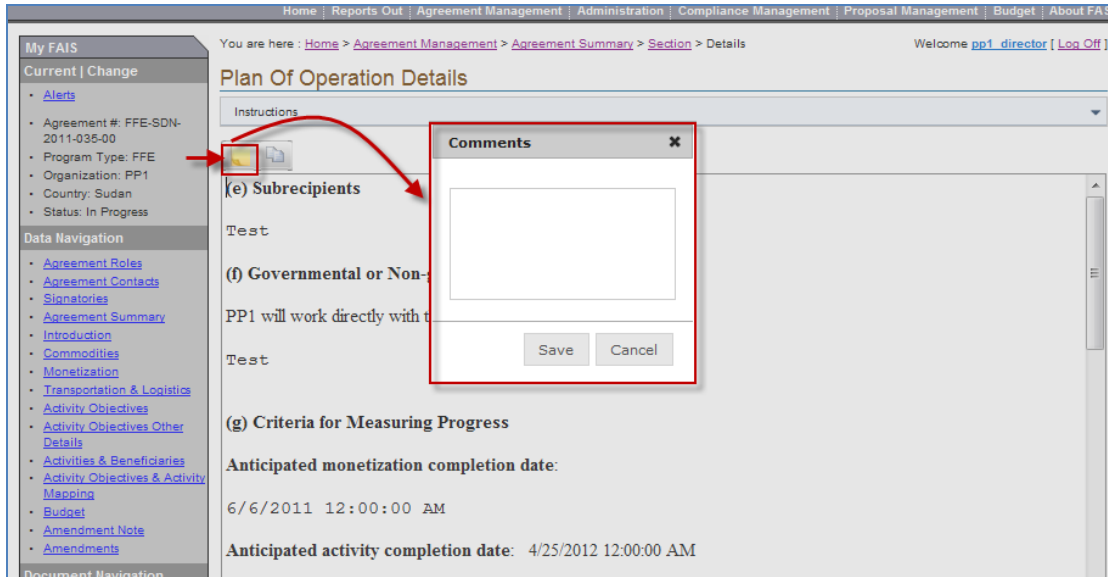 Home Reports Out Agreement Management Administration Compliance Management Proposal Management Budget About FAS
My FAIS
You are here : Home > Agreement Management > Agreement Summary > Section > Details
Welcome pp1_director [ Log Off ]
Current | Change
Alerts
Agreement #: FFE-SDN-
2011-035-00
Program Type: FFE
Organization: PP1
Country: Sudan
Status: In Progress
Data Navigation
Agreement Roles
Agreement Contacts
Signatories
Agreement Summary
Introduction
Commodities
Monetization
Transportation & Logistics
Activity Objectives
Activity Objectives Other
Details
Activities & Beneficiaries
Activity Objectives & Activity
Mapping
Budget
Amendment Note
Amendments
Document Navigation
Plan Of Operation Details
Instructions
(e) Subrecipients
Test
(f) Governmental or Non-
PP1 will work directly with t
Test
(g) Criteria for Measuring Progress
Anticipated monetization completion date:
6/6/2011 12:00:00 AM
Anticipated activity completion date: 4/25/2012 12:00:00 AM
Comments
Save Cancel